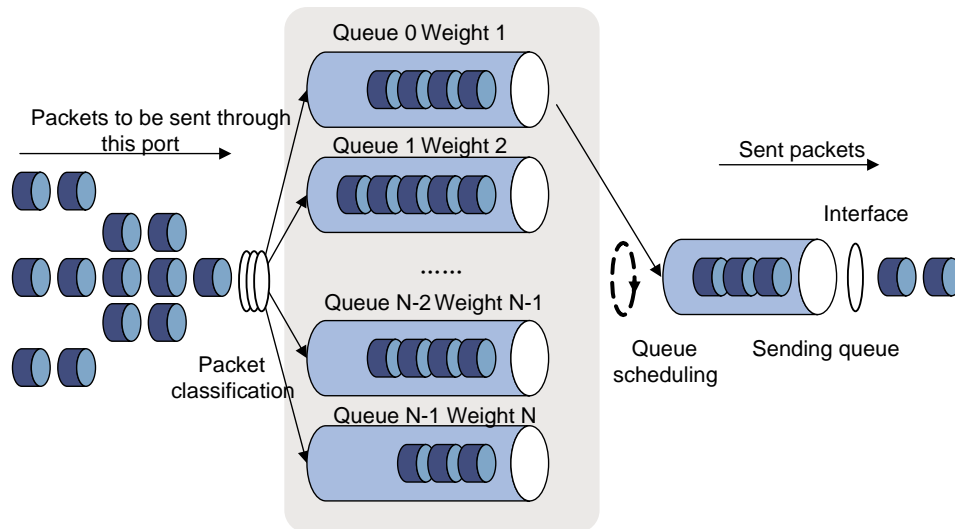 Queue 0 Weight 1
Packets to be sent through
this port
Queue 1 Weight 2
Sent packets
Interface
......
Queue N-2 Weight N-1
Packet
classification
Queue
scheduling
Sending queue
Queue N-1 Weight N